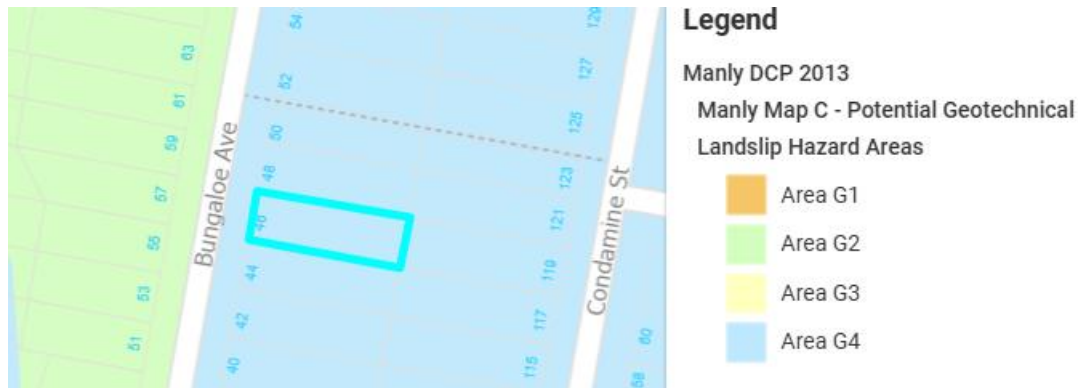 54
52
50
48
46
44
42
40
63
61
59
57
55
53
51
Bungaloe Ave
129
127
125
123
121
119
117
115
60
58
Condamine St
Legend
Manly DCP 2013
Manly Map C - Potential Geotechnical
Landslip Hazard Areas
Area G1
Area G2
Area G3
Area G4